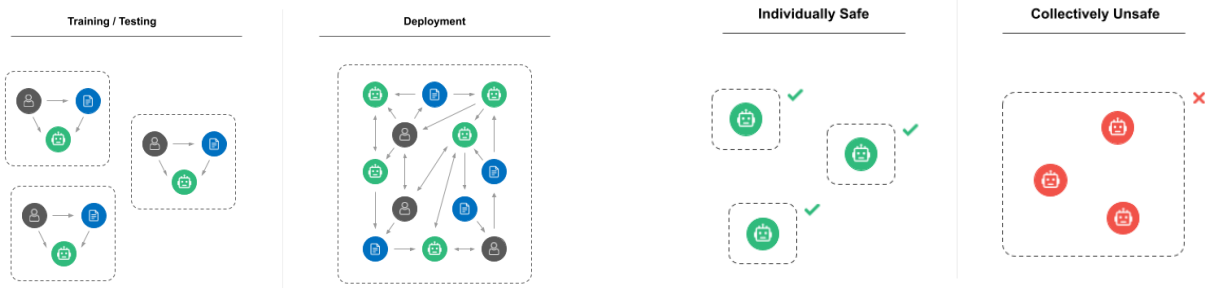 Training / Testing
Deployment
Individually Safe
Collectively Unsafe